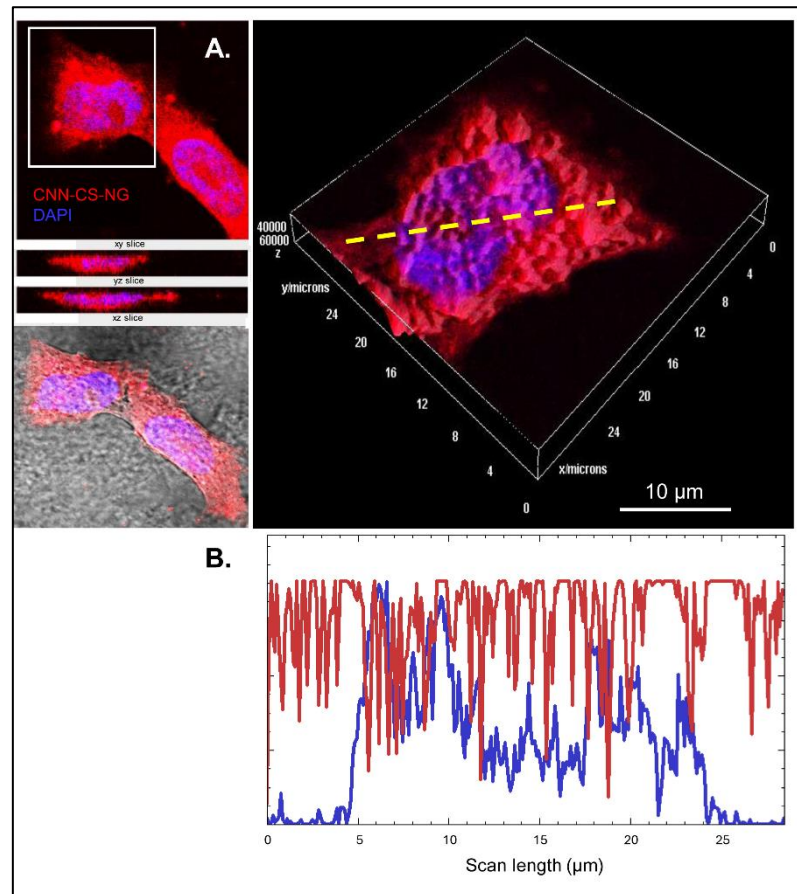 A.
CNN-CS-NG
DAPI
xy slice
yz slice
xz slice
40000
60000
z
y/microns
24
20
16
12
8
4
0
x/microns
24
20
16
12
8
4
0
10 µm
B.
0
5
10
15
20
25
Scan length (µm)